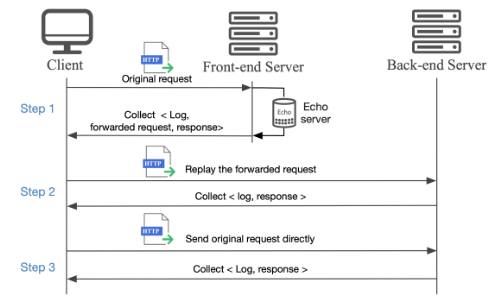 Client
Front-end Server
Back-end Server
HTTP
Original request
Step 1
Echo
Echo
server
Collect < Log,
forwarded request, response>
HTTP
Replay the forwarded request
Step 2
Collect < log, response >
HTTP
Send original request directly
Step 3
Collect < Log, response >